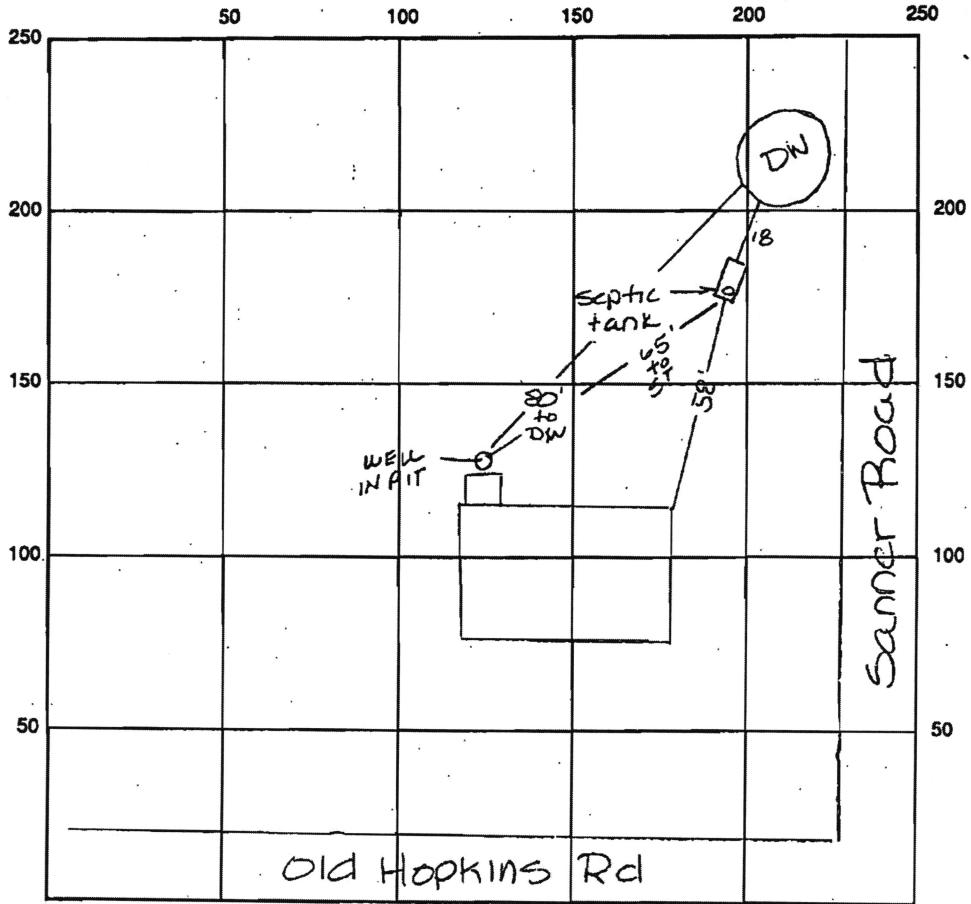 50 100 150 200 250
250
DW
200 200
18
septic
tank
65'
to
ST
150 150
58'
80'
to
DW
WELL
IN PIT
100 100
Sanner Road
50 50
Old Hopkins Rd